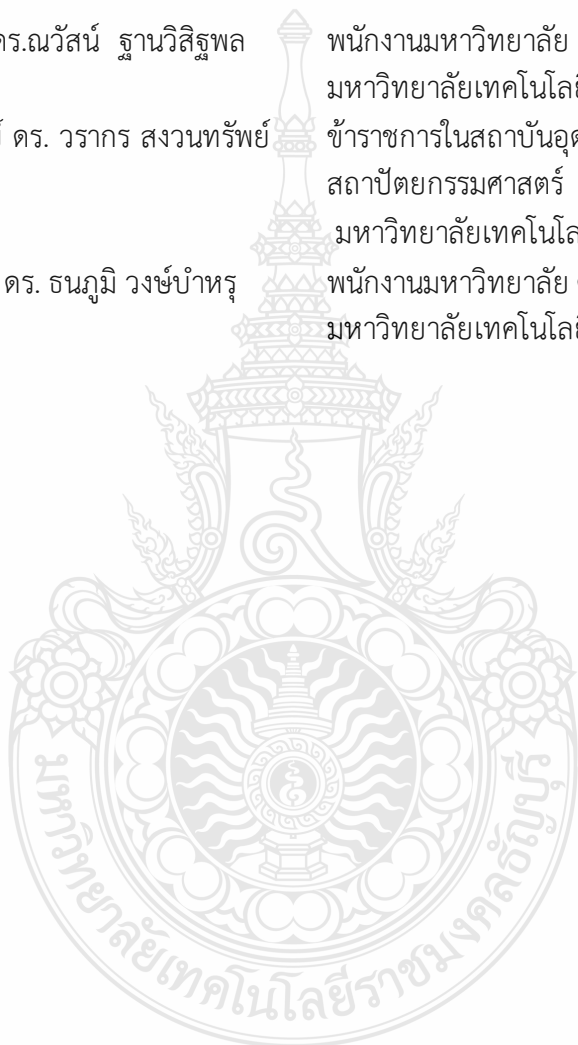 ดร.ณวัสน์ ฐานวิสิฐพล พนักงานมหาวิทยาลัย
มหาวิทยาลัยเทคโนโลยี
ดร. วรากร สงวนทรัพย์ ข้าราชการในสถาบันอุด
สถาปัตยกรรมศาสตร์
มหาวิทยาลัยเทคโนโล
ดร. ธนภูมิ วงษ์บำหรุ พนักงานมหาวิทยาลัย
มหาวิทยาลัยเทคโนโลยี
มหาวิทยาลัยเทคโนโลยีราชมงคลธัญบุรี